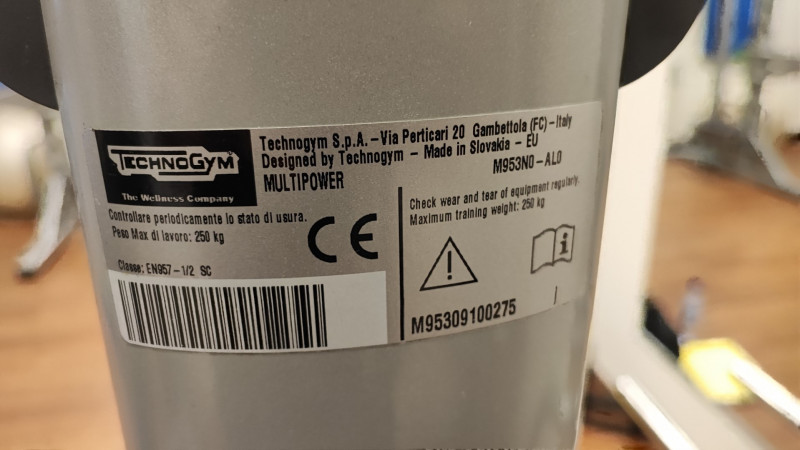 TECHNOGYM
The Wellness Company
Technogym S.p.A. - Via Perticari 20 Gambettola (FC) - Italy
Designed by Technogym - Made in Slovakia - EU
MULTIPOWER
M953N0-AL0
Controllare periodicamente lo stato di usura.
Peso Max di lavoro: 250 kg
CE
Classe: EN957-1/2 SC
Check wear and tear of equipment regularly.
Maximum training weight: 250 kg
M95309100275